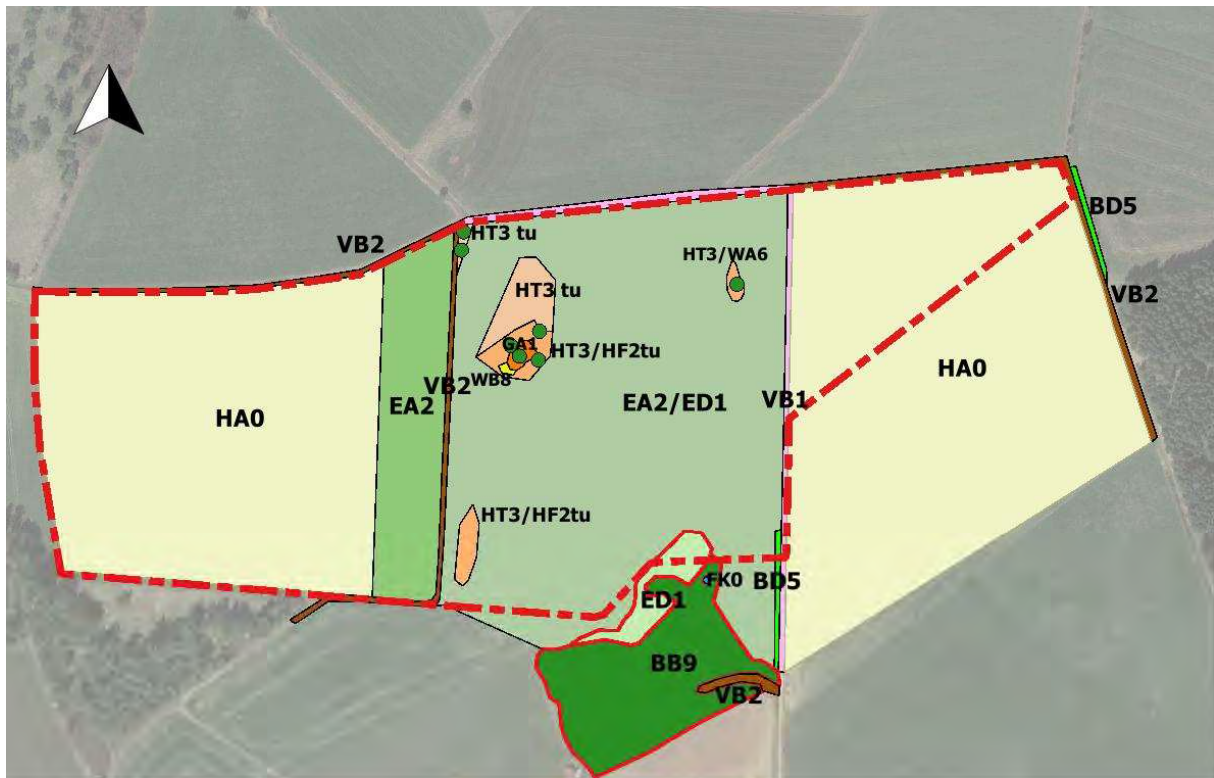 BD5
HT3 tu
VB2
HT3/WA6
HT3 tu
VB2
GA1
HT3/HF2tu
HA0
VB2
WB8
EA2
EA2/ED1
VB1
HA0
HT3/HF2tu
FK0
BD5
ED1
BB9
VB2